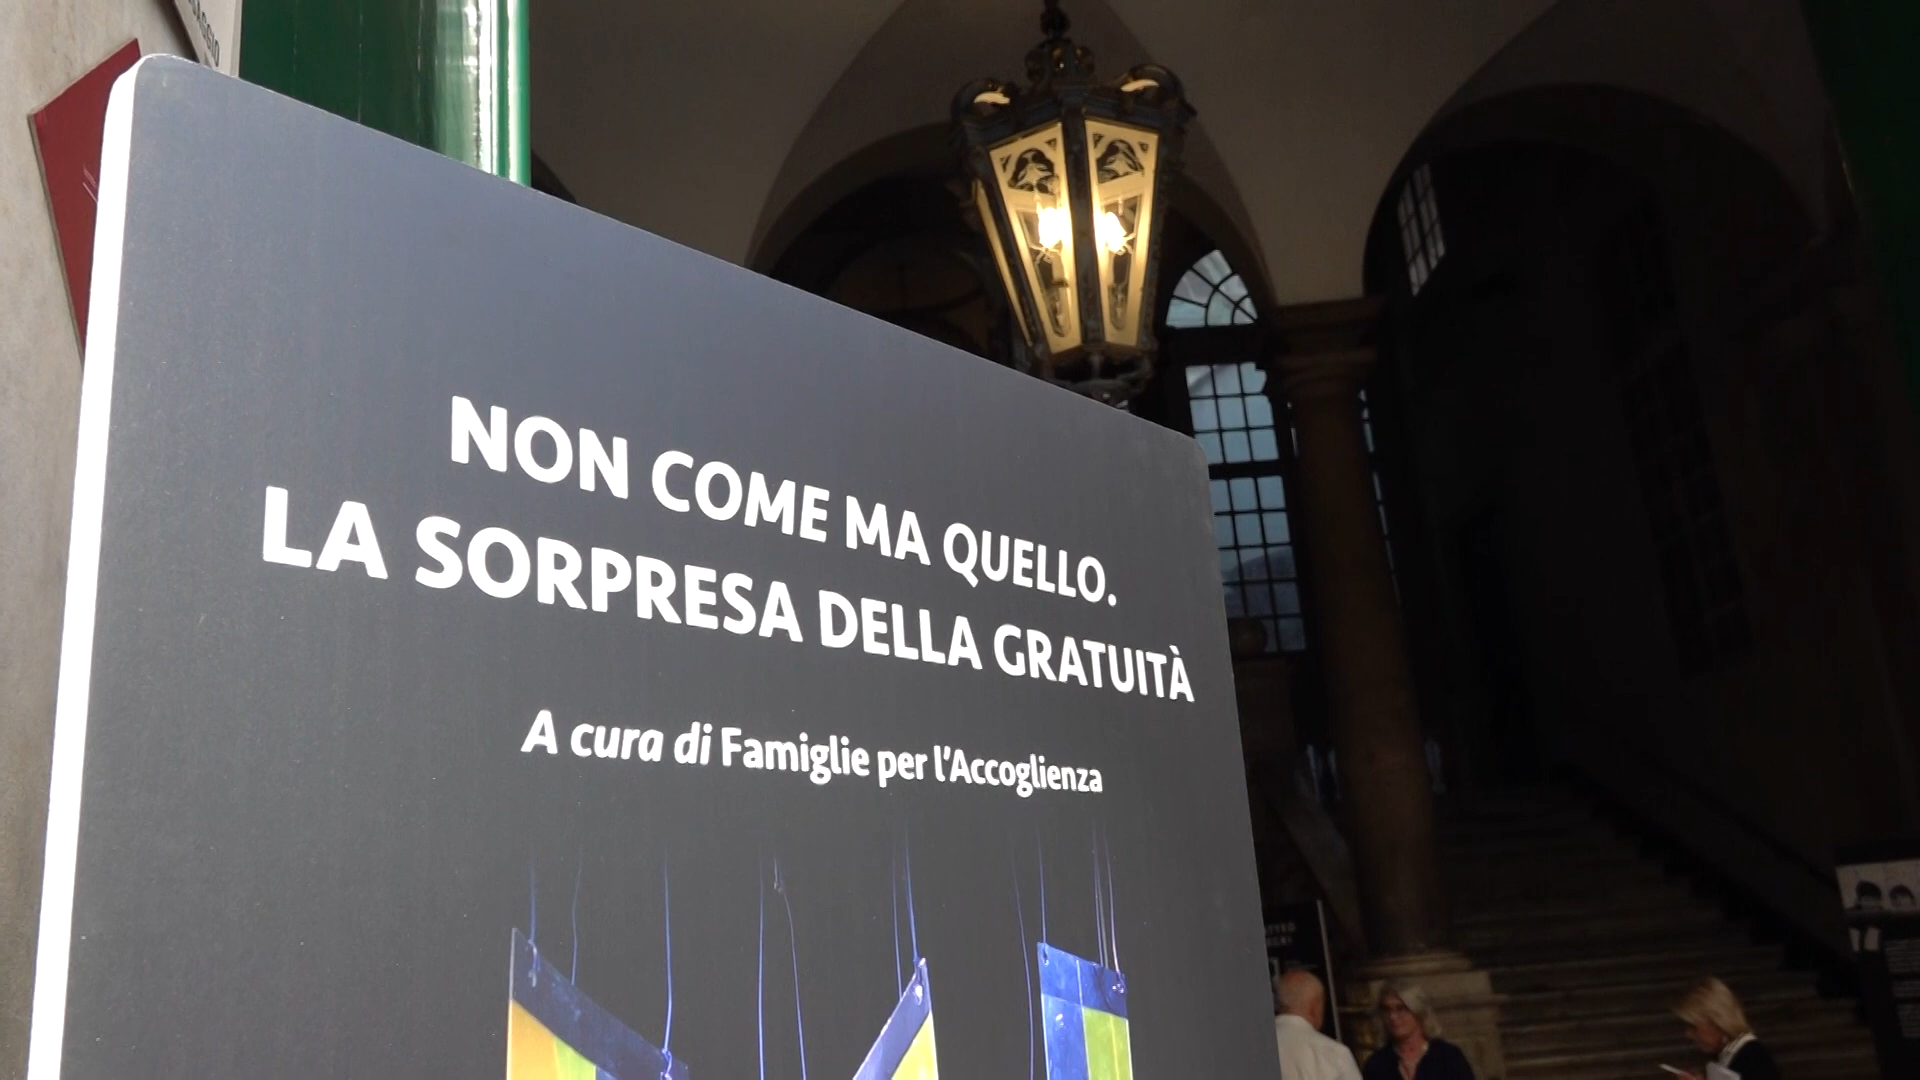 NON COME MA QUELLO.
LA SORPRESA DELLA GRATUITÀ
A cura di Famiglie per l'Accoglienza